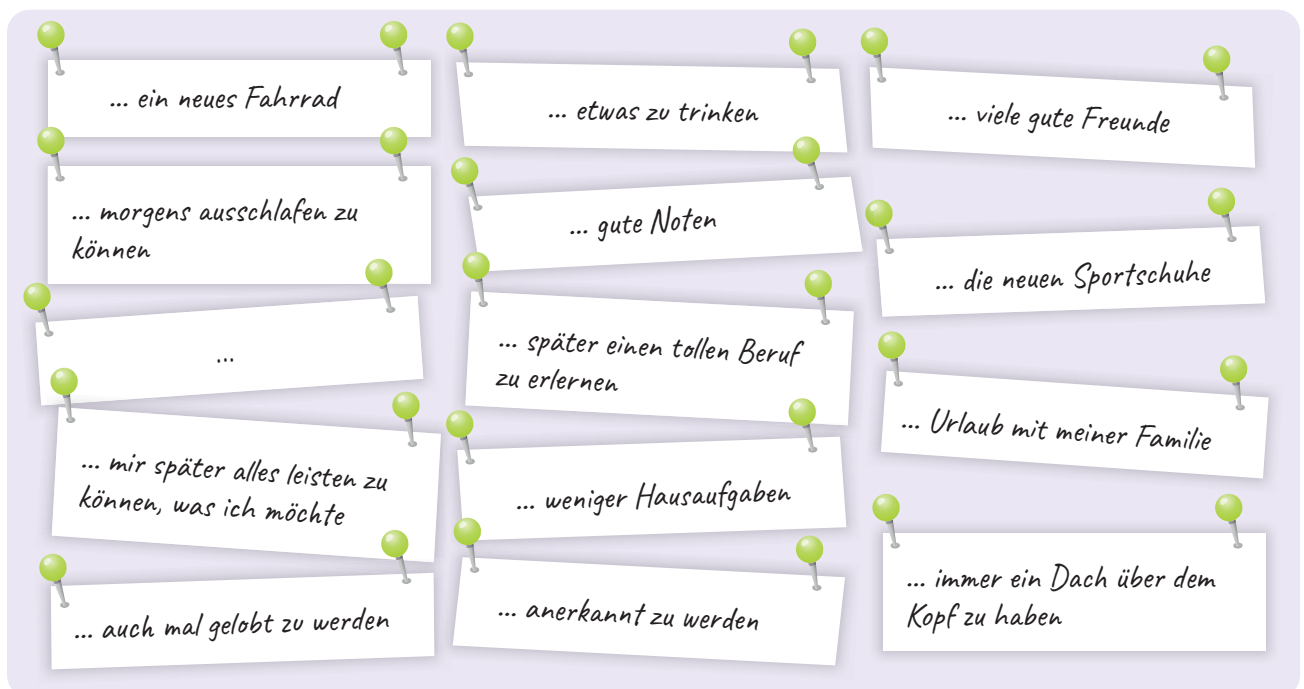 ... ein neues Fahrrad
... morgens ausschlafen zu
können
...
... mir später alles leisten zu
können, was ich möchte
... auch mal gelobt zu werden
... etwas zu trinken
... gute Noten
... später einen tollen Beruf
zu erlernen
... weniger Hausaufgaben
... anerkannt zu werden
... viele gute Freunde
... die neuen Sportschuhe
... Urlaub mit meiner Familie
... immer ein Dach über dem
Kopf zu haben